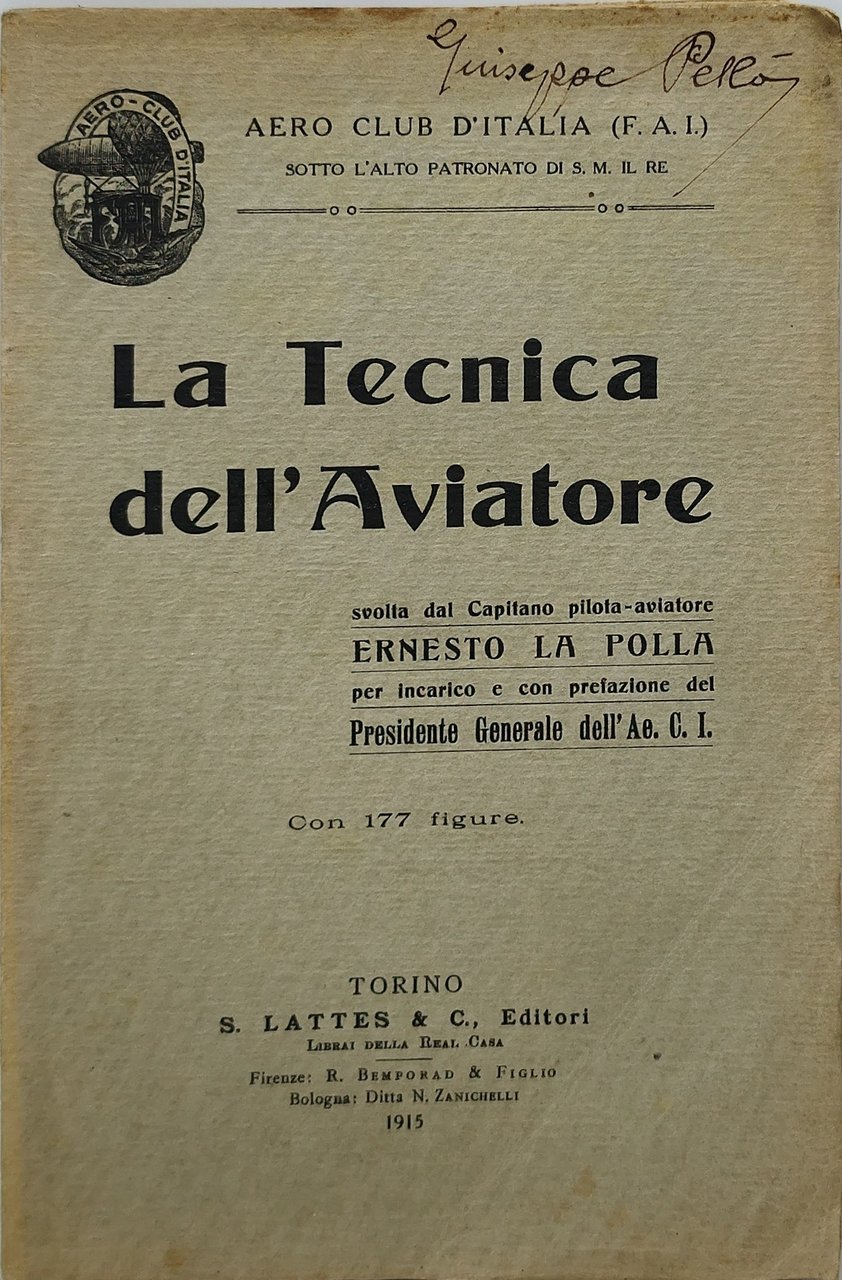 Giuseppe
AERO-CLUB D'ITALIA
AERO CLUB D'ITALIA (F. A. I.)
SOTTO L'ALTO PATRONATO DI S. M. IL RE
La Tecnica
dell'Aviatore
svolta dal Capitano pilota-aviatore
ERNESTO LA POLLA
per incarico e con prefazione del
Presidente Generale dell'Ae. C. I.
Con 177 figure.
TORINO
S. LATTES & C., Editori
LIBRAI DELLA REAL CASA
Firenze: R. BEMPORAD & FIGLIO
Bologna: Ditta N. ZANICHELLI
1915